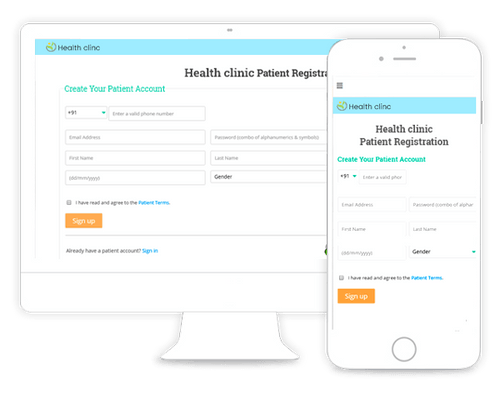 Health clinc
Health clinic Patient Registra
Create Your Patient Account
+91
Enter a valid phone number
Email Address
Password (combo of alphanumerics & symbols)
First Name
Last Name
(dd/mm/yyyy)
Gender
I have read and agree to the Patient Terms.
Sign up
Already have a patient account? Sign in
Health clinc
Health clinic
Patient Registration
Create Your Patient Account
+91
Enter a valid phor
Email Address
Password (combo of alphar
First Name
Last Name
(dd/mm/yyyy)
Gender
I have read and agree to the Patient Terms.
Sign up